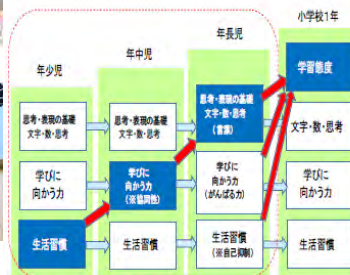 年少児
思考・表現の基礎
文字・数・思考
学びに
向かう力
生活習慣
年中児
思考・表現の基礎
文字・数・思考
学びに
向かう力
(※協同性)
生活習慣
年長児
思考・表現の基礎
文字・数・思考
(言葉)
学びに
向かう力
(がんばる力)
生活習慣
(※自己抑制)
小学校1年
学習態度
文字・数・思考
学びに
向かう力
生活習慣